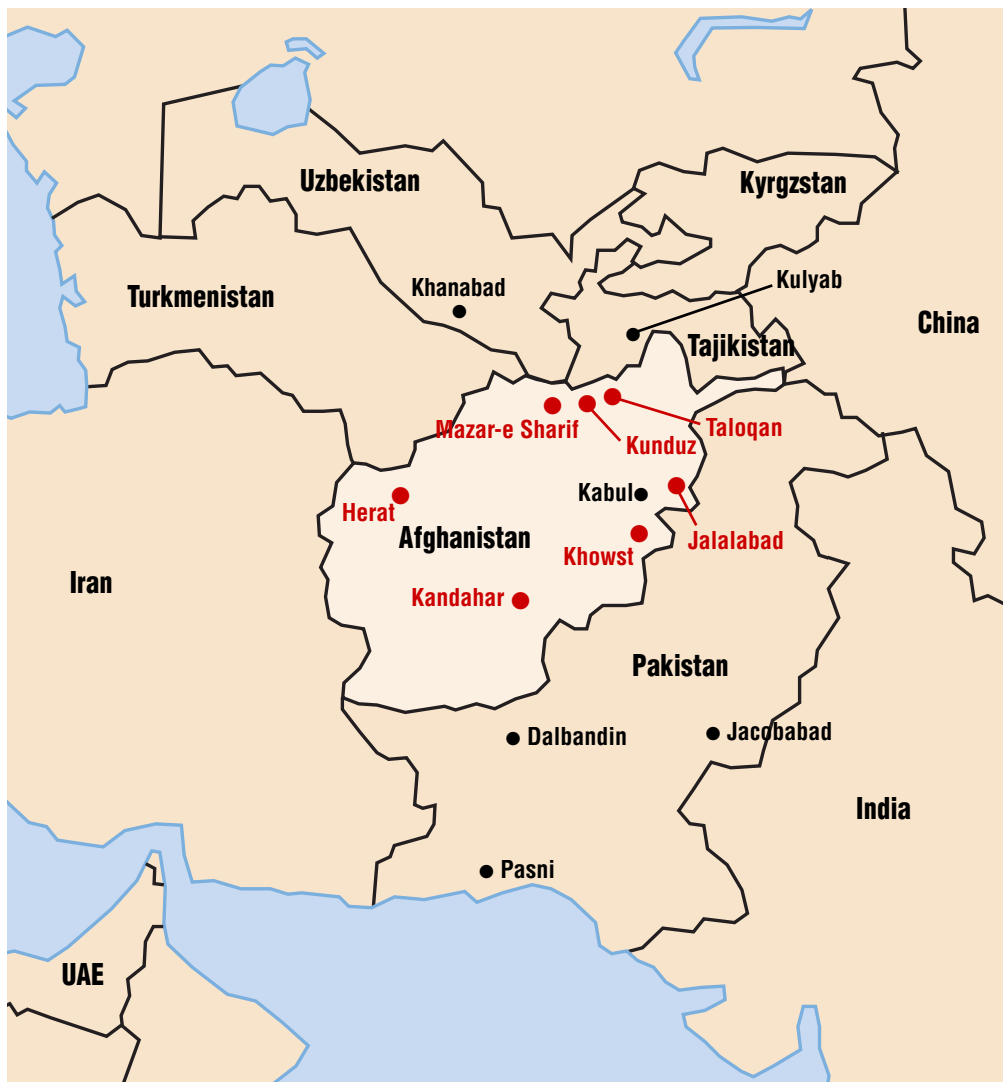 Uzbekistan
Kyrgzstan
Kulyab
Khanabad
Turkmenistan
China
Tajikistan
Mazar-e Sharif
Taloqan
Kunduz
Kabul
Herat
Afghanistan
Jalalabad
Khowst
Iran
Kandahar
Pakistan
Dalbandin
Jacobabad
India
Pasni
UAE